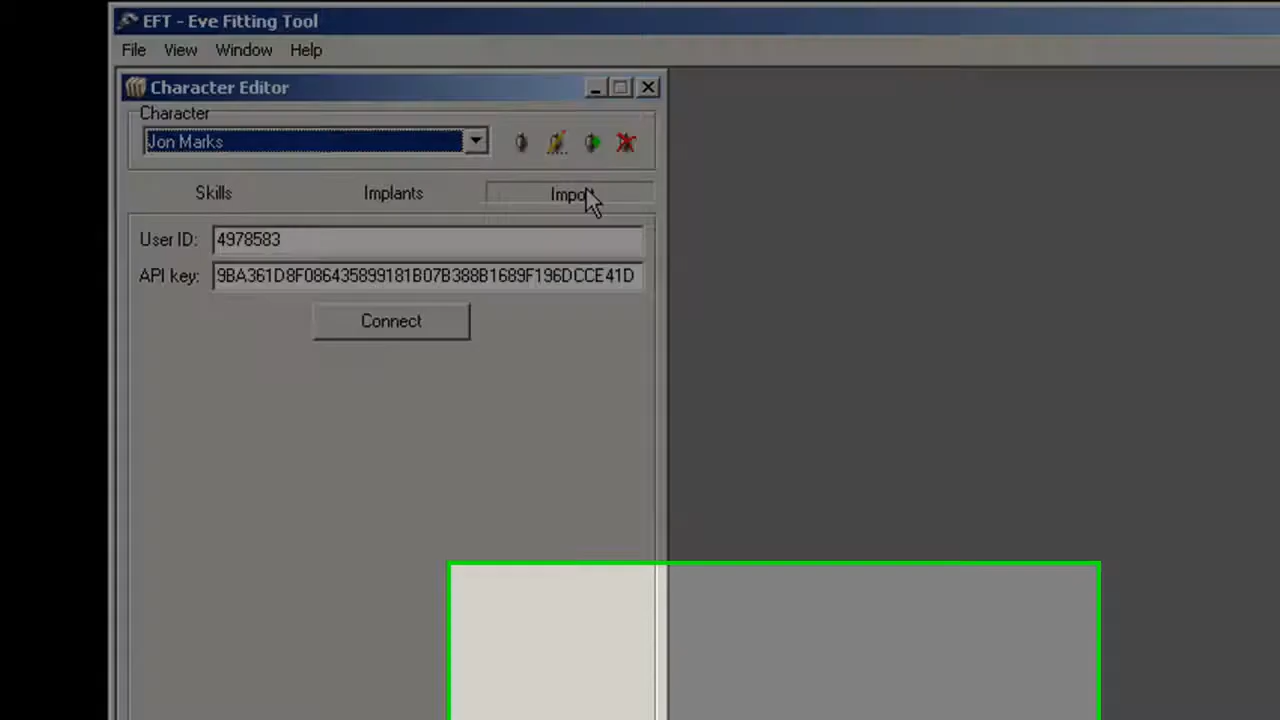 EFT - Eve Fitting Tool
File View Window Help
Character Editor
Character
Jon Marks
Skills Implants Import
User ID: 4978583
API key: 9BA361D8F086435899181B07B388B1689F196DCCE41D
Connect